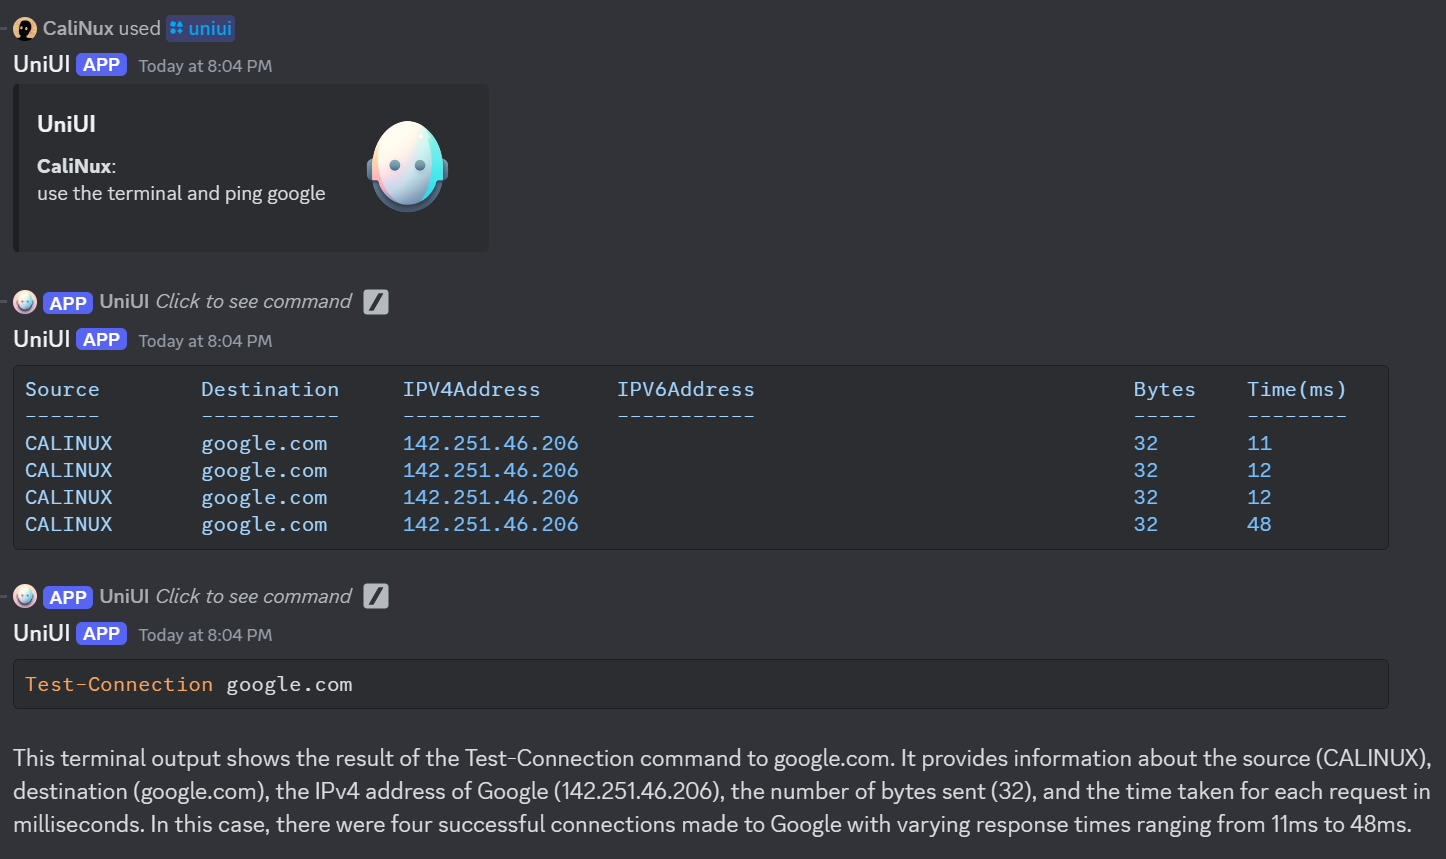 CaliNux used uniui
UniUI APP Today at 8:04 PM
UniUI
CaliNux:
use the terminal and ping google
APP UniUI Click to see command /
UniUI APP Today at 8:04 PM
Source Destination IPV4Address IPV6Address Bytes Time(ms)
------ ----------- ----------- ----------- ----- --------
CALINUX google.com 142.251.46.206 32 11
CALINUX google.com 142.251.46.206 32 12
CALINUX google.com 142.251.46.206 32 12
CALINUX google.com 142.251.46.206 32 48
APP UniUI Click to see command /
UniUI APP Today at 8:04 PM
Test-Connection google.com
This terminal output shows the result of the Test-Connection command to google.com. It provides information about the source (CALINUX),
destination (google.com), the IPv4 address of Google (142.251.46.206), the number of bytes sent (32), and the time taken for each request in
milliseconds. In this case, there were four successful connections made to Google with varying response times ranging from 11ms to 48ms.